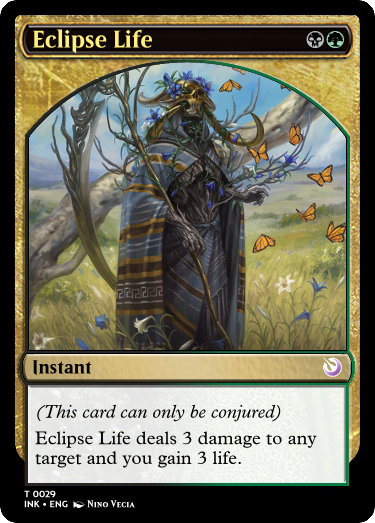 Eclipse Life
Instant
(This card can only be conjured)
Eclipse Life deals 3 damage to any
target and you gain 3 life.
T 0029
INK • ENG Nino Vecia